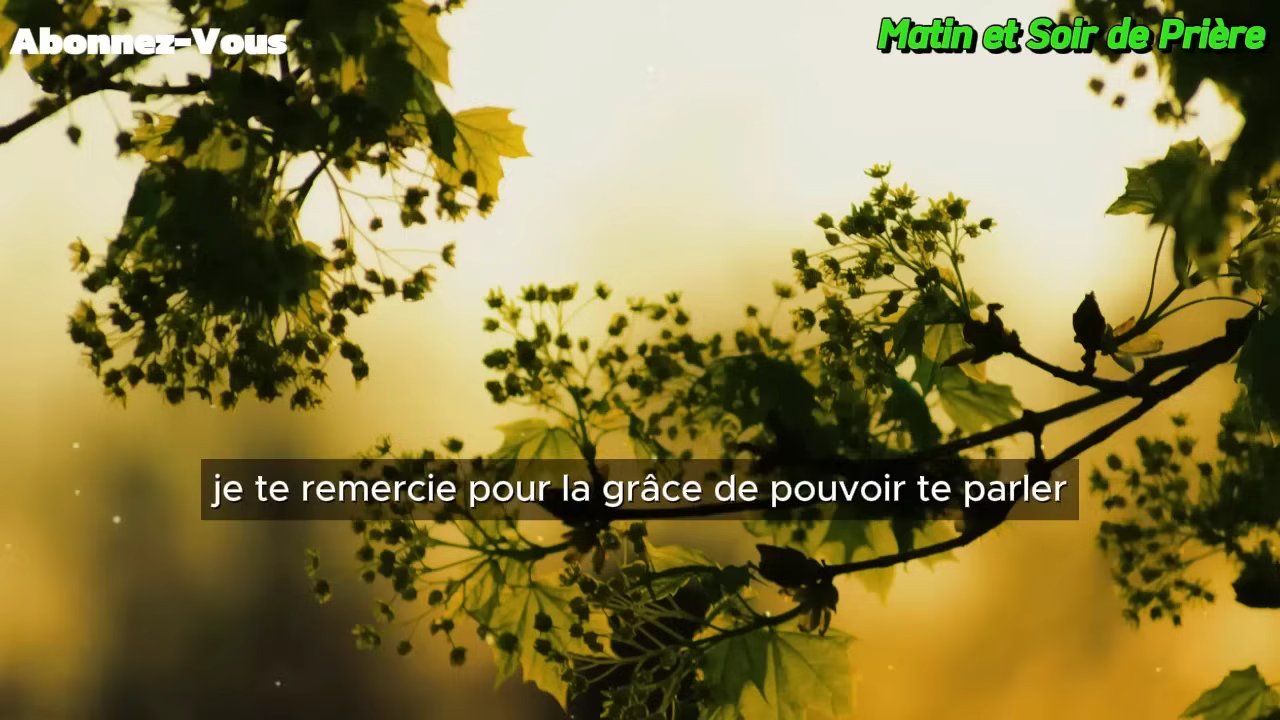 Abonnez-Vous
Matin et Soir de Prière
je te remercie pour la grâce de pouvoir te parler